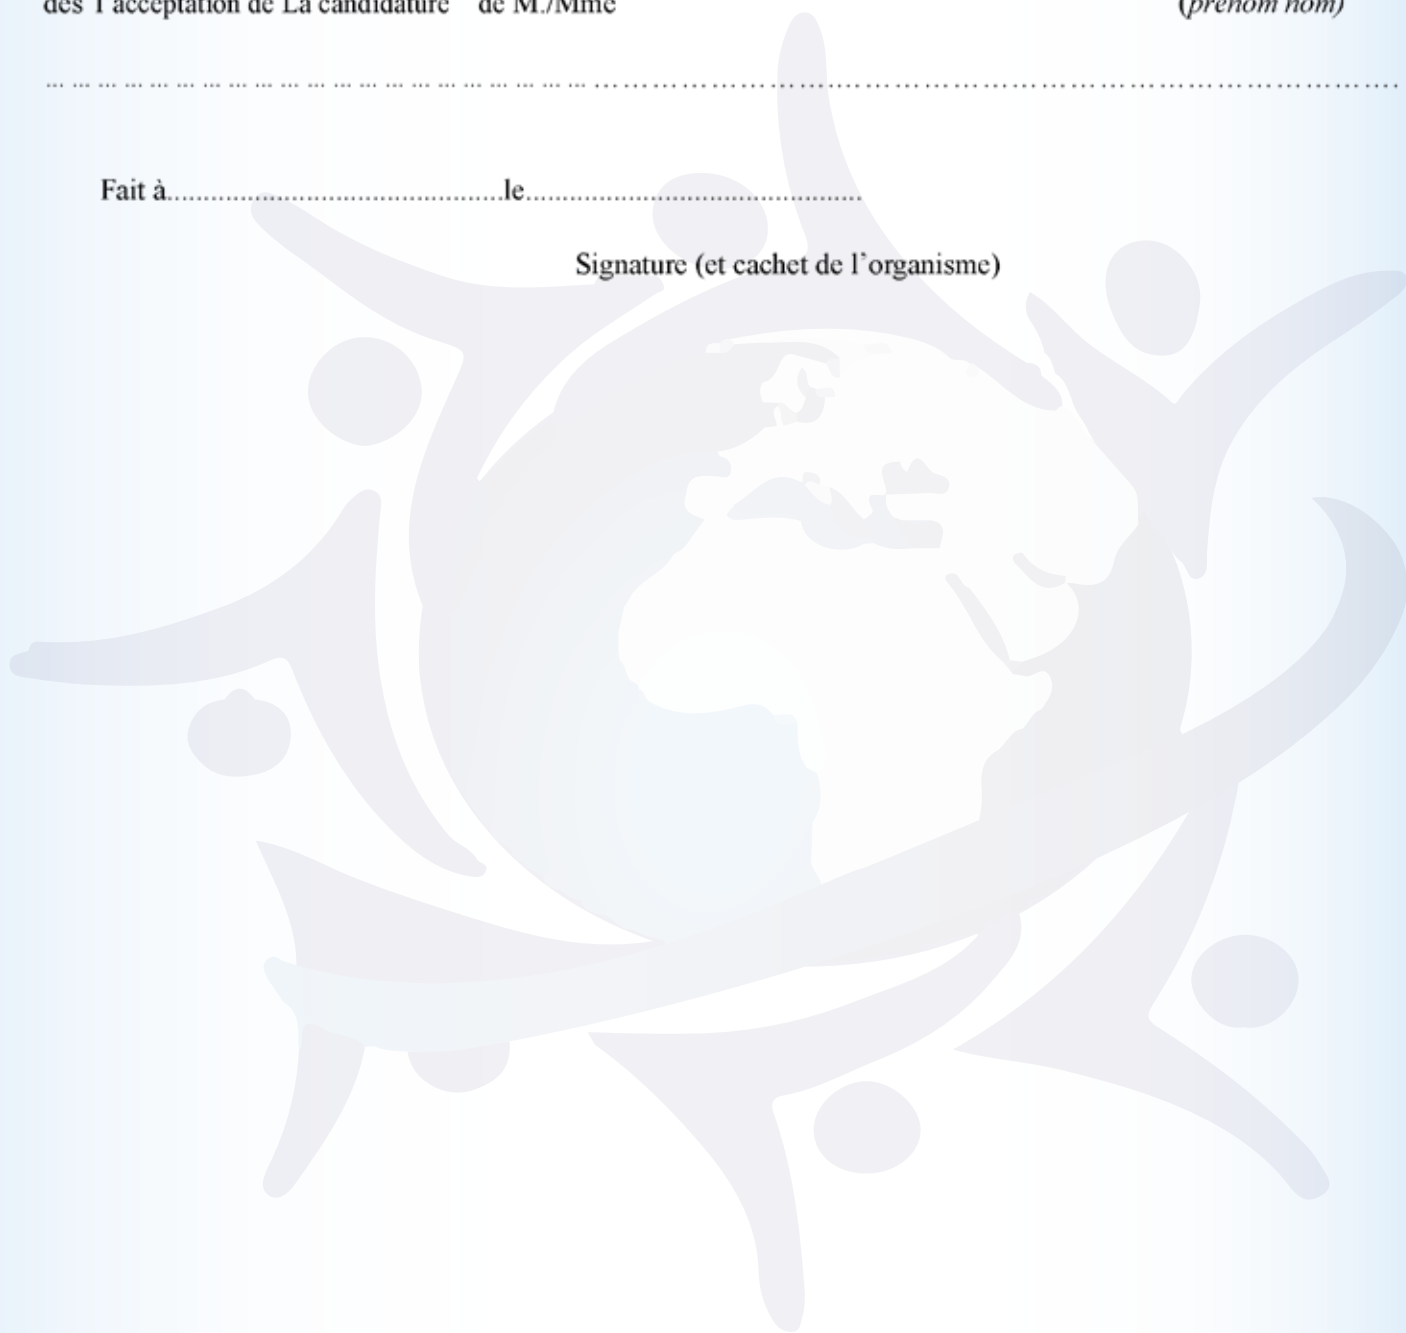 dès l'acceptation de La candidature de M./Mme (prénom nom)
... ... ... ... ... ... ... ... ... ... ... ... ... ... ... ... ... ... ... ... ... ..............................................................................................................
Fait à..............................................le..............................................
Signature (et cachet de l'organisme)